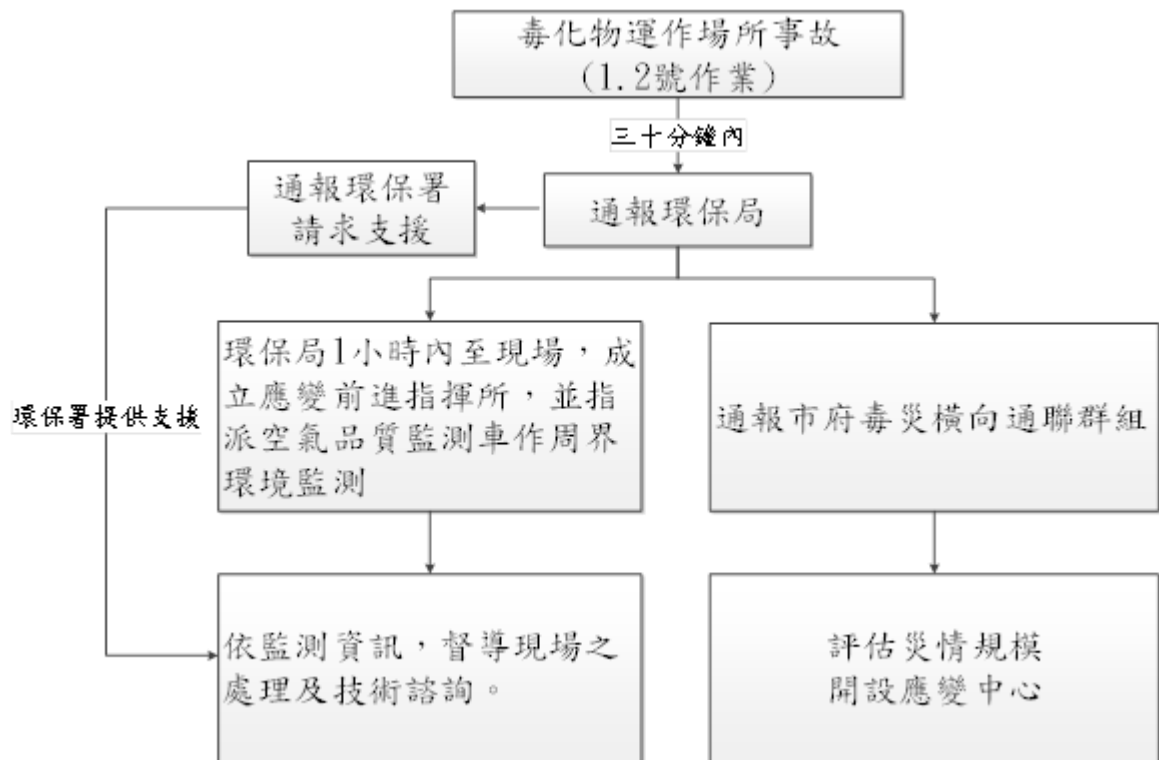 毒化物運作場所事故
(1.2號作業)
三十分鐘內
通報環保署
請求支援
通報環保局
環保局1小時內至現場，成
立應變前進指揮所，並指
派空氣品質監測車作周界
環境監測
環保署提供支援
通報市府毒災橫向通聯群組
依監測資訊，督導現場之
處理及技術諮詢。
評估災情規模
開設應變中心